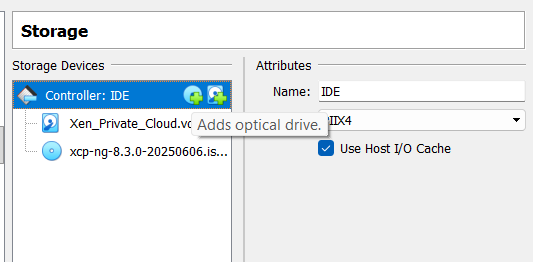 Storage
Storage Devices
Attributes
Controller: IDE
Name: IDE
Xen_Private_Cloud.vd
Adds optical drive.
IIX4
xcp-ng-8.3.0-20250606.is...
Use Host I/O Cache